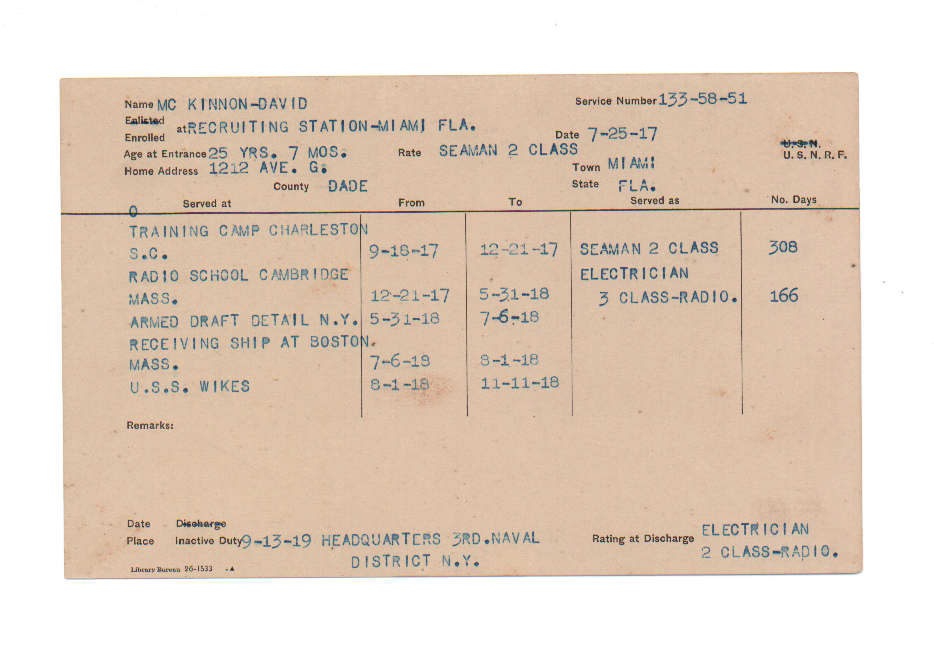 Name MC KINNON-DAVID Service Number 133-58-51
Enlisted
Enrolled at RECRUITING STATION-MIAMI FLA. Date 7-25-17
Age at Entrance 25 YRS. 7 MOS. Rate SEAMAN 2 CLASS U.S.N.
U. S. N. R. F.
Home Address 1212 AVE. G. Town MIAMI
County DADE State FLA.
0 Served at From To Served as No. Days
TRAINING CAMP CHARLESTON
S.C. 9-18-17 12-21-17 SEAMAN 2 CLASS 308
RADIO SCHOOL CAMBRIDGE ELECTRICIAN
MASS. 12-21-17 5-31-18 3 CLASS-RADIO. 166
ARMED DRAFT DETAIL N.Y. 5-31-18 7-6-18
RECEIVING SHIP AT BOSTON.
MASS. 7-6-18 8-1-18
U.S.S. WIKES 8-1-18 11-11-18
Remarks:
Date Discharge
Place Inactive Duty 9-13-19 HEADQUARTERS 3RD.NAVAL Rating at Discharge ELECTRICIAN
DISTRICT N.Y. 2 CLASS-RADIO.
Library Bureau 26-1533 .▲